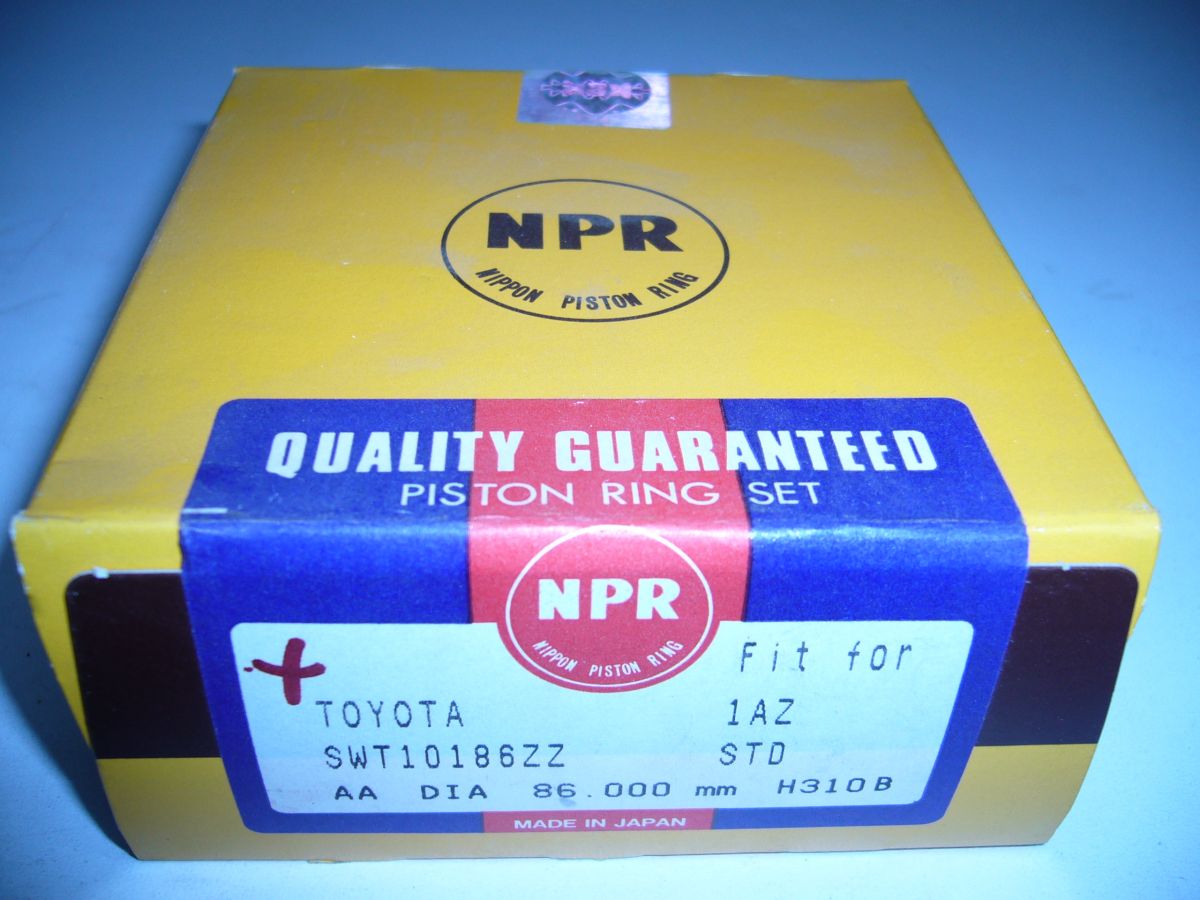 NPR
NIPPON PISTON RING
QUALITY GUARANTEED
PISTON RING SET
NPR
NIPPON PISTON RING
Fit for
TOYOTA 1AZ
SWT10186ZZ STD
AA DIA 86.000 mm H310B
MADE IN JAPAN